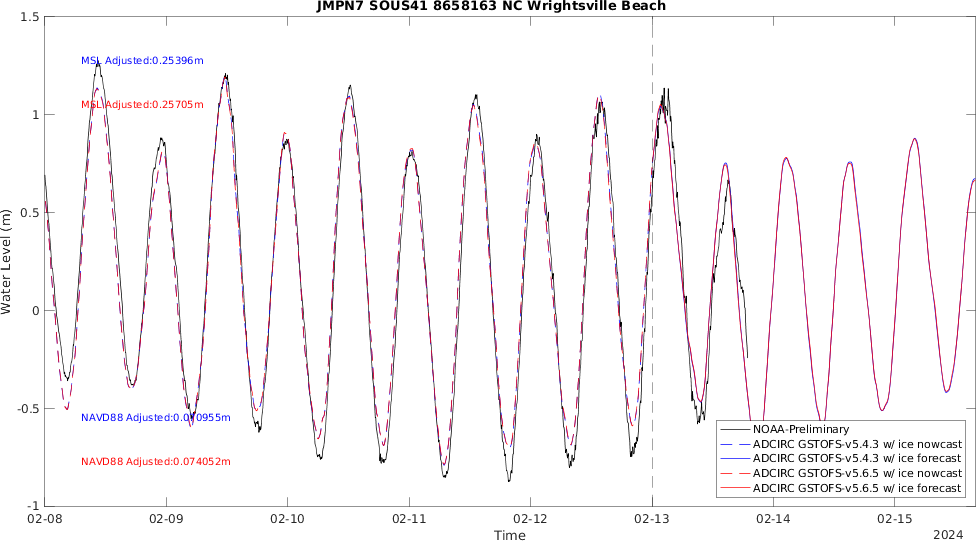 JMPN7 SOUS41 8658163 NC Wrightsville Beach
1.5
1
0.5
0
-0.5
-1
Water Level (m)
MSL Adjusted:0.25396m
MSL Adjusted:0.25705m
NAVD88 Adjusted:0.070955m
NAVD88 Adjusted:0.074052m
NOAA-Preliminary
ADCIRC GSTOFS-v5.4.3 w/ ice nowcast
ADCIRC GSTOFS-v5.4.3 w/ ice forecast
ADCIRC GSTOFS-v5.6.5 w/ ice nowcast
ADCIRC GSTOFS-v5.6.5 w/ ice forecast
02-08 02-09 02-10 02-11 02-12 02-13 02-14 02-15
Time
2024